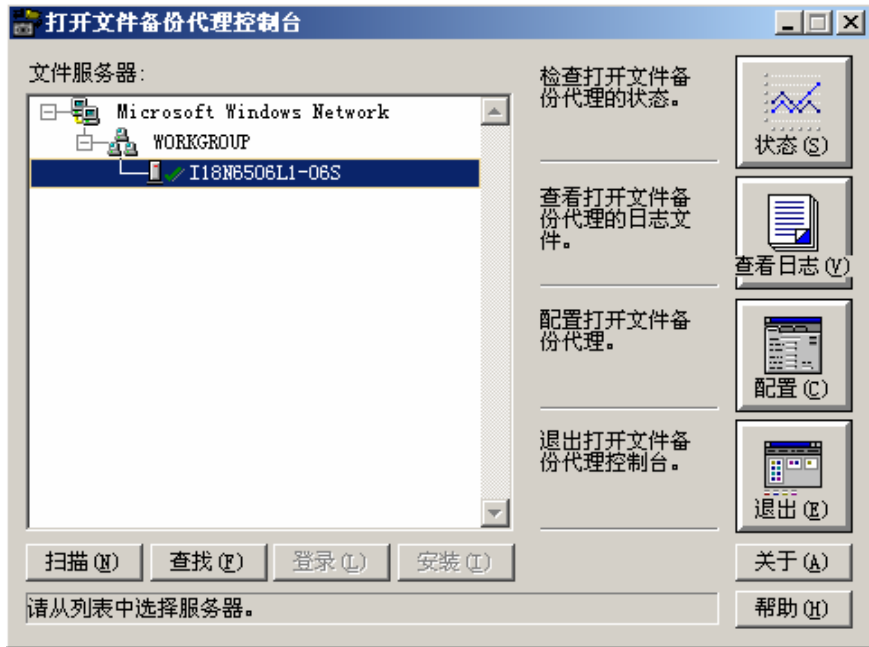 打开文件备份代理控制台
文件服务器:
Microsoft Windows Network
WORKGROUP
I18N6506L1-06S
检查打开文件备
份代理的状态。
状态(S)
查看打开文件备
份代理的日志文
件。
查看日志(V)
配置打开文件备
份代理。
配置(C)
退出打开文件备
份代理控制台。
退出(E)
扫描(N)
查找(F)
登录(L)
安装(I)
关于(A)
请从列表中选择服务器。
帮助(H)